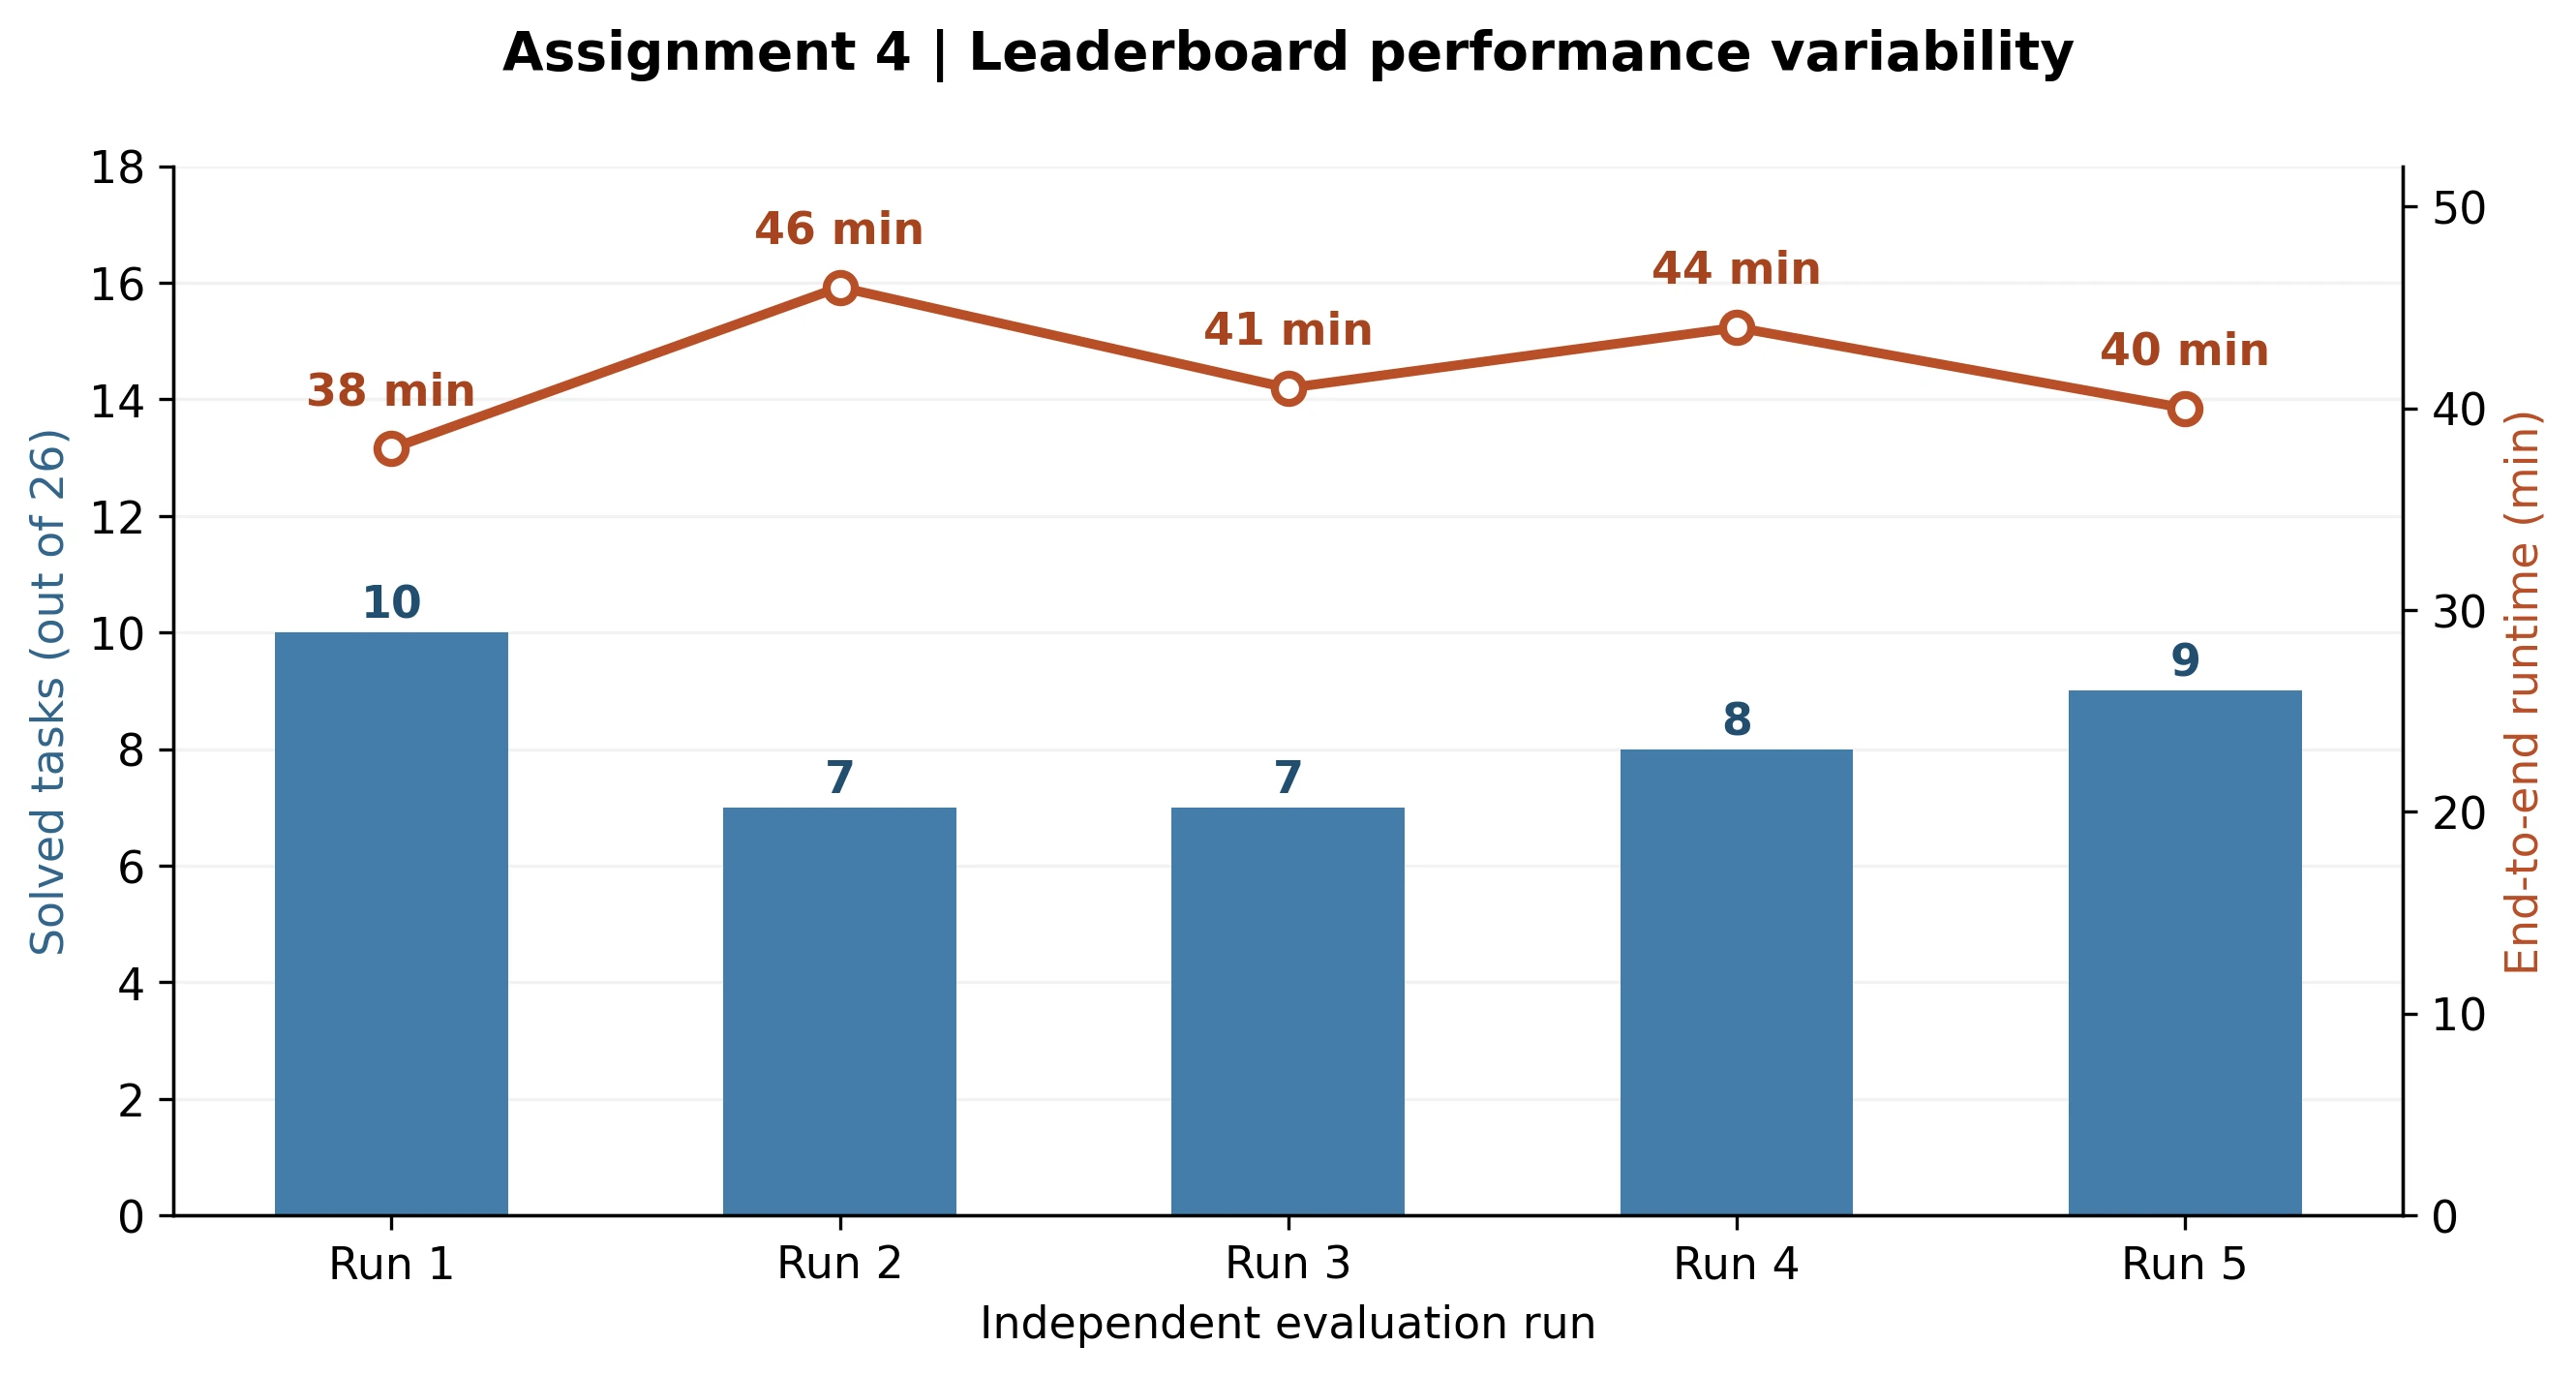 Assignment 4 | Leaderboard performance variability
Solved tasks (out of 26)
18
16
14
12
10
8
6
4
2
0
38 min
46 min
41 min
44 min
40 min
10
7
7
8
9
50
40
30
20
10
0
End-to-end runtime (min)
Run 1
Run 2
Run 3
Run 4
Run 5
Independent evaluation run